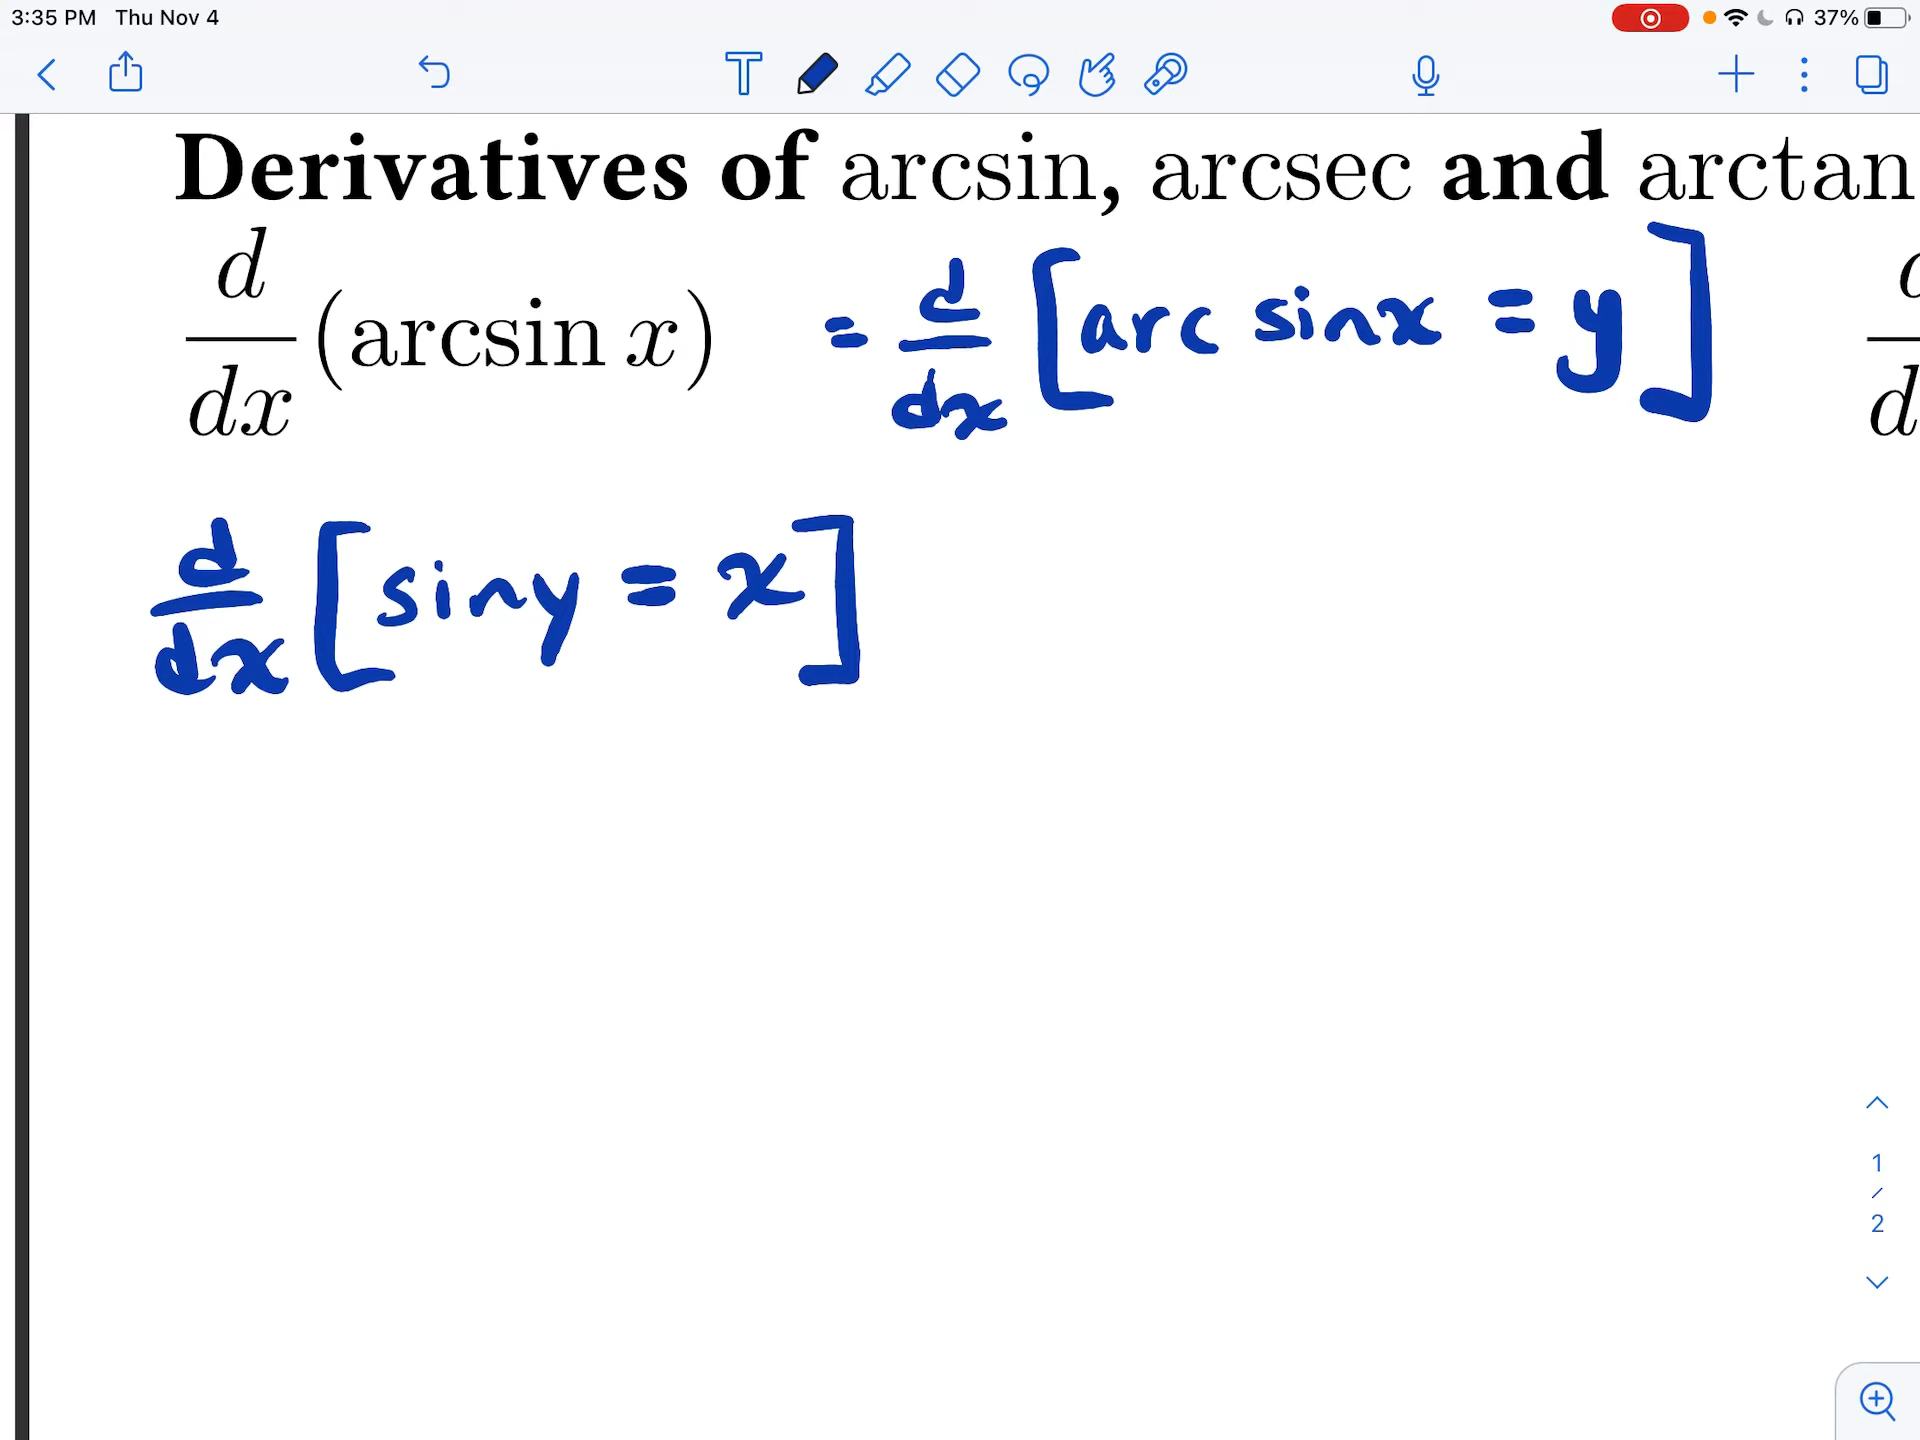 3:35 PM Thu Nov 4 37%
T
Derivatives of arcsin, arcsec and arctan
d/dx (arcsin x) = d/dx [arc sinx = y] d
d/dx [siny = x]
1
/
2